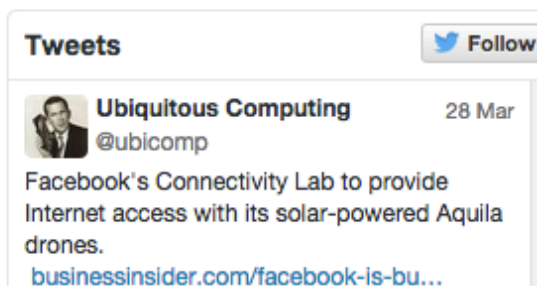 Tweets
Follow
Ubiquitous Computing
28 Mar
@ubicomp
Facebook's Connectivity Lab to provide
Internet access with its solar-powered Aquila
drones.
businessinsider.com/facebook-is-bu...